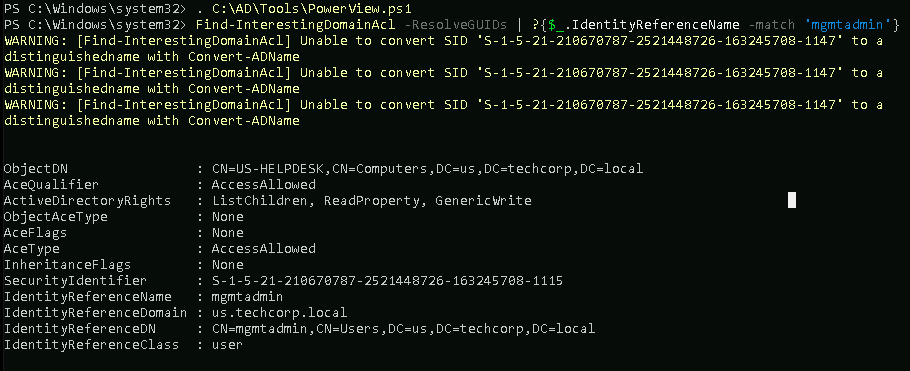 PS C:\Windows\system32> . C:\AD\Tools\PowerView.ps1
PS C:\Windows\system32> Find-InterestingDomainAcl -ResolveGUIDs | ?{$_.IdentityReferenceName -match 'mgmtadmin'}
WARNING: [Find-InterestingDomainAcl] Unable to convert SID 'S-1-5-21-210670787-2521448726-163245708-1147' to a
distinguishedname with Convert-ADName
WARNING: [Find-InterestingDomainAcl] Unable to convert SID 'S-1-5-21-210670787-2521448726-163245708-1147' to a
distinguishedname with Convert-ADName
WARNING: [Find-InterestingDomainAcl] Unable to convert SID 'S-1-5-21-210670787-2521448726-163245708-1147' to a
distinguishedname with Convert-ADName
ObjectDN : CN=US-HELPDESK,CN=Computers,DC=us,DC=techcorp,DC=local
AceQualifier : AccessAllowed
ActiveDirectoryRights : ListChildren, ReadProperty, GenericWrite
ObjectAceType : None
AceFlags : None
AceType : AccessAllowed
InheritanceFlags : None
SecurityIdentifier : S-1-5-21-210670787-2521448726-163245708-1115
IdentityReferenceName : mgmtadmin
IdentityReferenceDomain : us.techcorp.local
IdentityReferenceDN : CN=mgmtadmin,CN=Users,DC=us,DC=techcorp,DC=local
IdentityReferenceClass : user